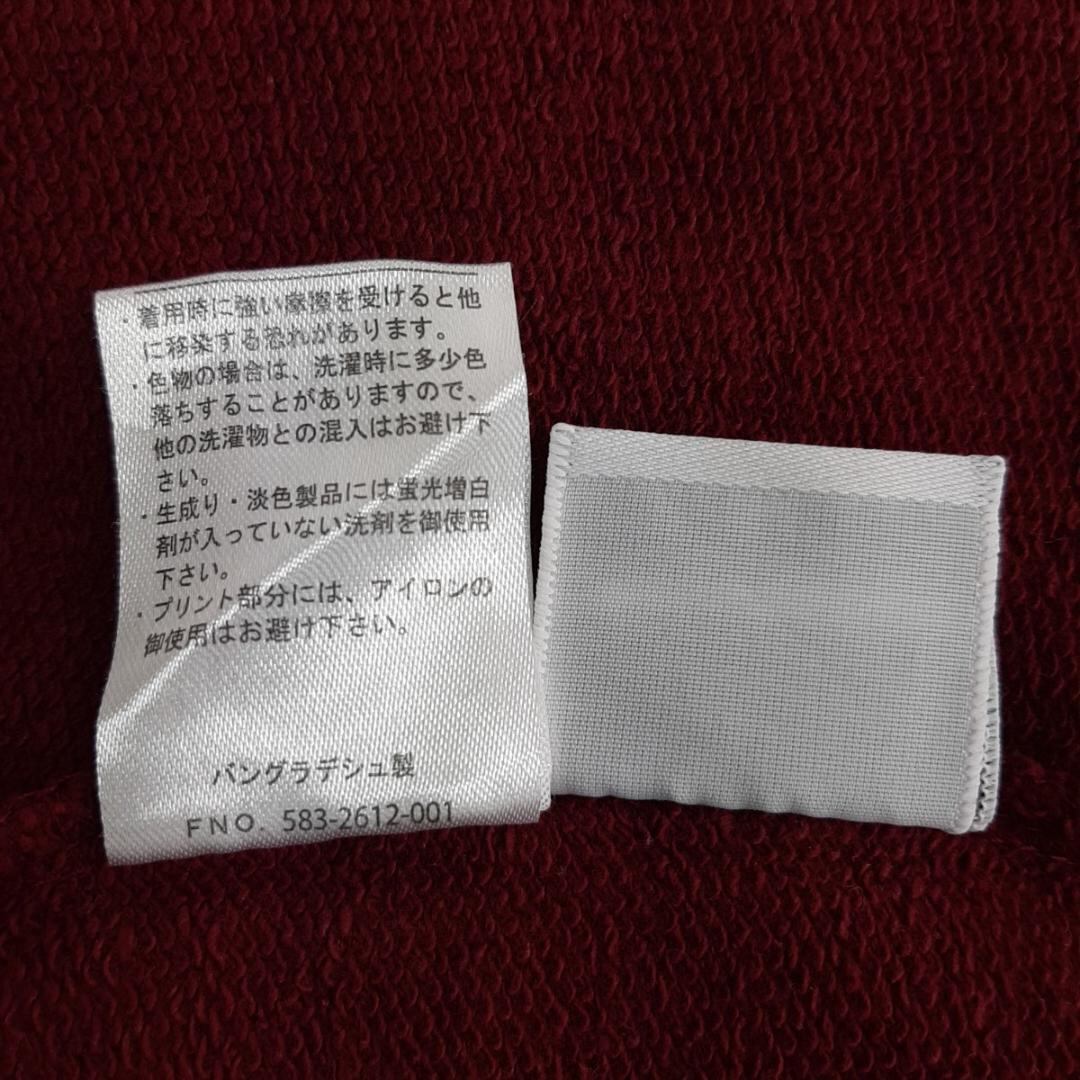 ・着用時に強い摩擦を受けると他
に移染する恐れがあります。
・色物の場合は、洗濯時に多少色
落ちすることがありますので、
他の洗濯物との混入はお避け下
さい。
・生成り・淡色製品には蛍光増白
剤が入っていない洗剤を御使用
下さい。
・プリント部分には、アイロンの
御使用はお避け下さい。
バングラデシュ製
FNO. 583-2612-001